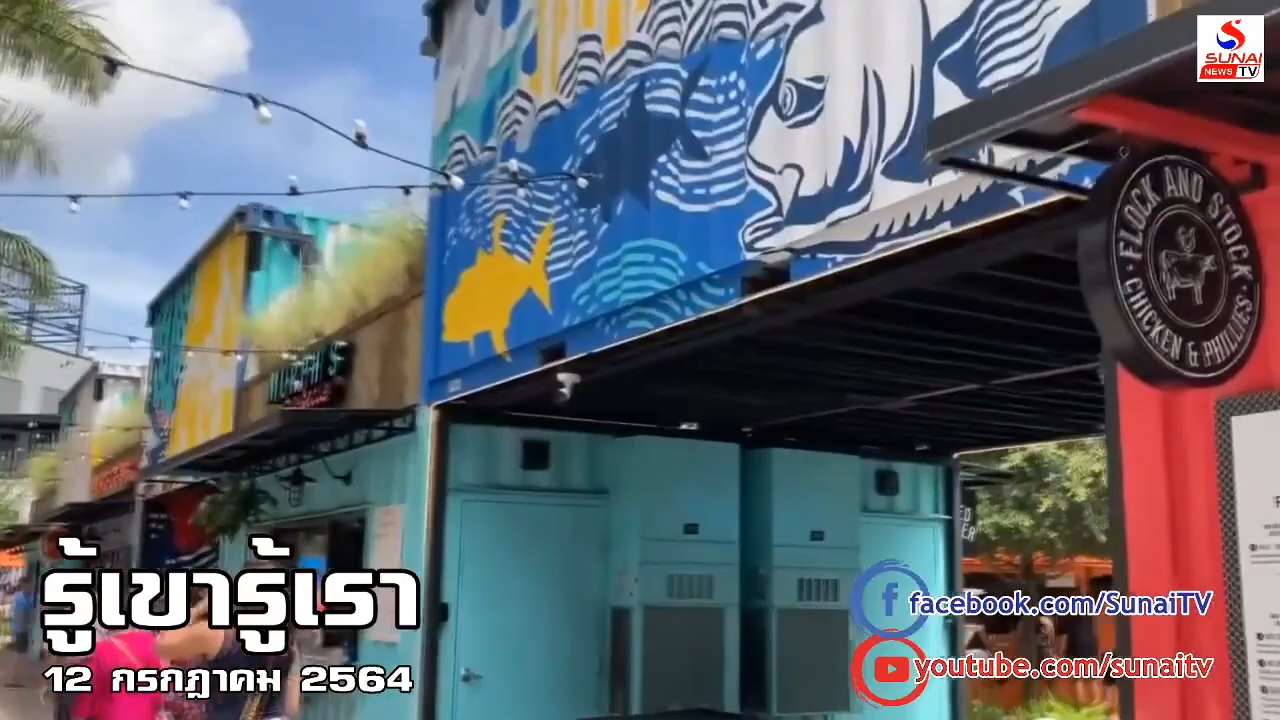 SUNAI
NEWS TV
FLOCK AND STOCK
CHICKEN & PHILLIES
รู้เขารู้เรา
12 กรกฎาคม 2564
facebook.com/SunaiTV
youtube.com/sunaitv